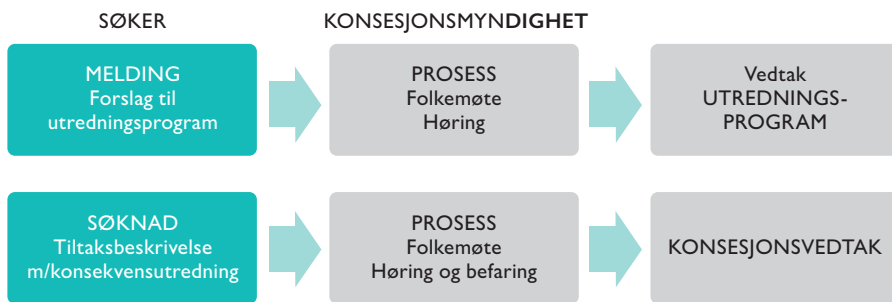 SØKER
KONSESJONSMYNDIGHET
MELDING
Forslag til
utredningsprogram
PROSESS
Folkemøte
Høring
Vedtak
UTREDNINGS-
PROGRAM
SØKNAD
Tiltaksbeskrivelse
m/konsekvensutredning
PROSESS
Folkemøte
Høring og befaring
KONSESJONSVEDTAK